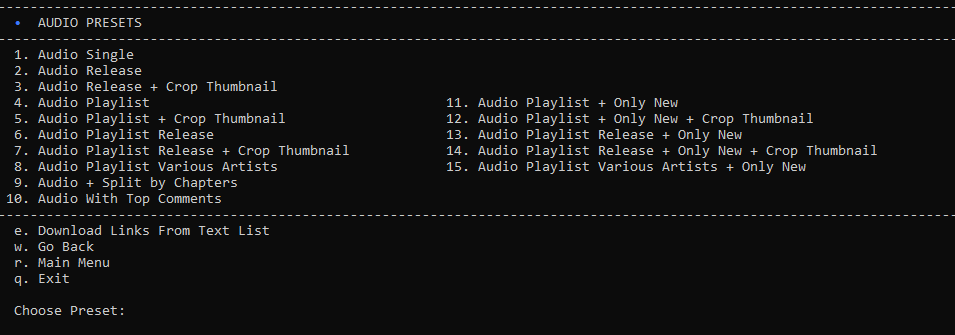 • AUDIO PRESETS
1. Audio Single
2. Audio Release
3. Audio Release + Crop Thumbnail
4. Audio Playlist 11. Audio Playlist + Only New
5. Audio Playlist + Crop Thumbnail 12. Audio Playlist + Only New + Crop Thumbnail
6. Audio Playlist Release 13. Audio Playlist Release + Only New
7. Audio Playlist Release + Crop Thumbnail 14. Audio Playlist Release + Only New + Crop Thumbnail
8. Audio Playlist Various Artists 15. Audio Playlist Various Artists + Only New
9. Audio + Split by Chapters
10. Audio With Top Comments
e. Download Links From Text List
w. Go Back
r. Main Menu
q. Exit
Choose Preset: